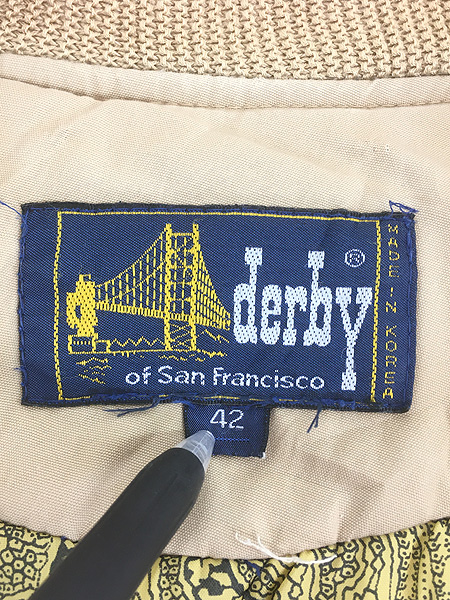 derby®
of San Francisco
MADE IN KOREA
42